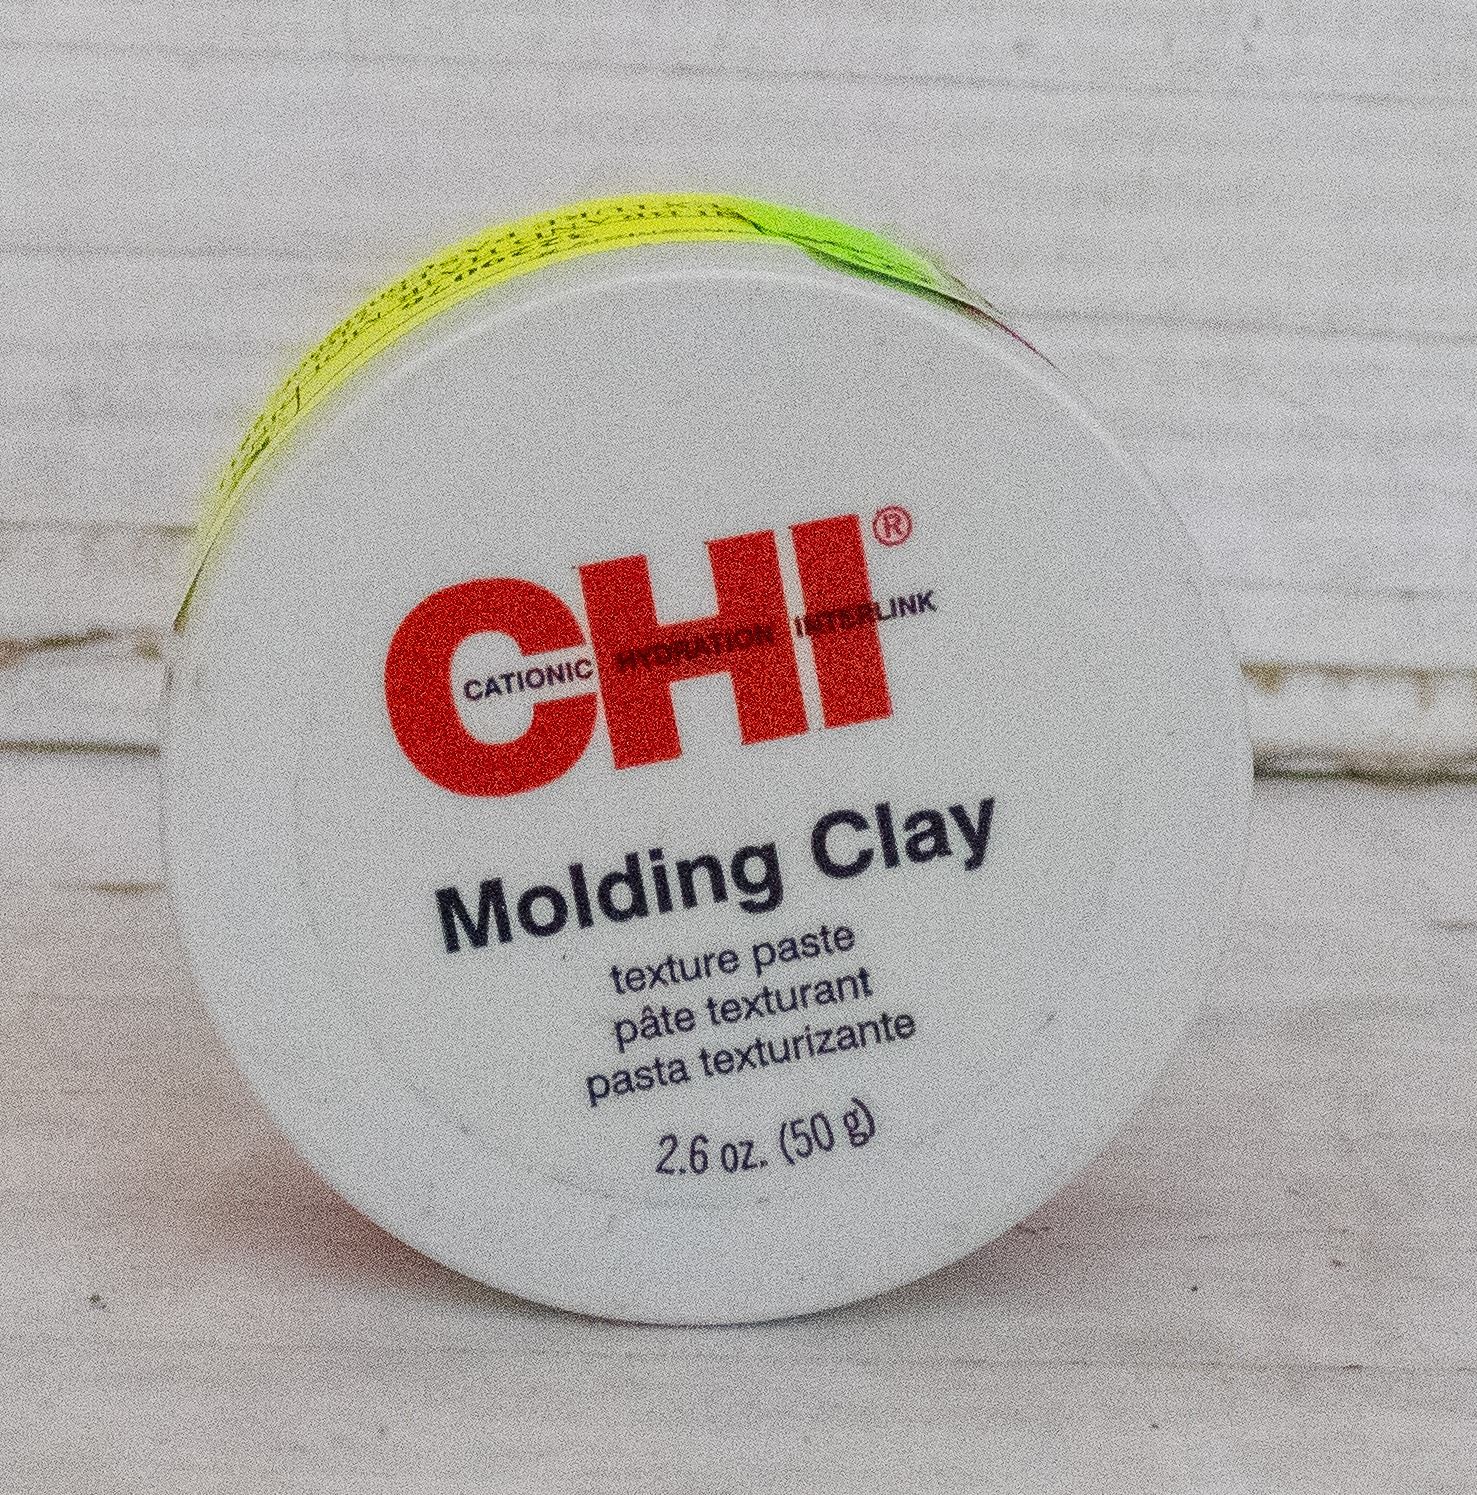 CHI®
CATIONIC HYDRATION INTERLINK
Molding Clay
texture paste
pâte texturant
pasta texturizante
2.6 oz. (50 g)